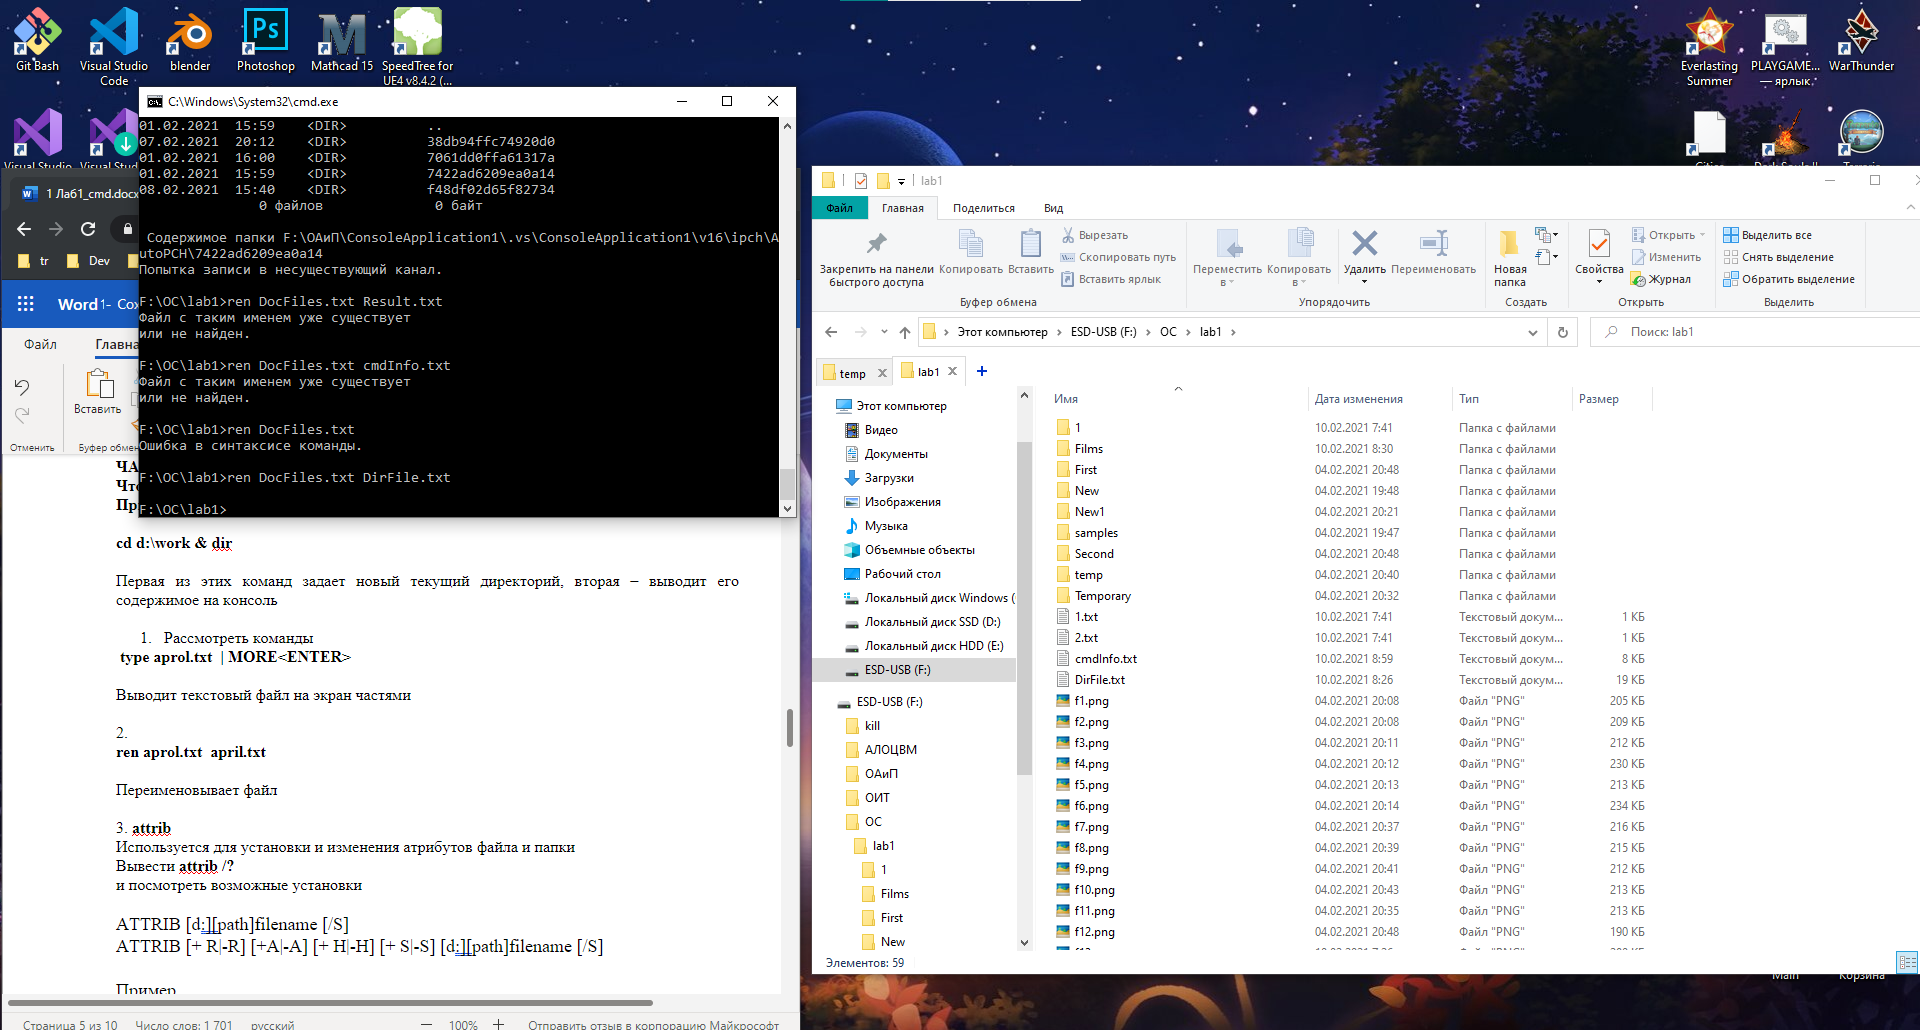 Git Bash
Visual Studio Code
blender
Photoshop
Mathcad 15
SpeedTree for UE4 v8.4.2 (...
Everlasting Summer
PLAYGAME... — ярлык.
WarThunder
C:\Windows\System32\cmd.exe
01.02.2021  15:59    <DIR>          ..
07.02.2021  20:12    <DIR>          38db94ffc74920d0
01.02.2021  16:00    <DIR>          7061dd0ffa61317a
01.02.2021  15:59    <DIR>          7422ad6209ea0a14
08.02.2021  15:40    <DIR>          f48df02d65f82734
0 файлов              0 байт
Содержимое папки F:\ОАиП\ConsoleApplication1\.vs\ConsoleApplication1\v16\ipch\A
utoPCH\7422ad6209ea0a14
Попытка записи в несуществующий канал.
F:\ОС\lab1>ren DocFiles.txt Result.txt
Файл с таким именем уже существует
или не найден.
F:\ОС\lab1>ren DocFiles.txt cmdInfo.txt
Файл с таким именем уже существует
или не найден.
F:\ОС\lab1>ren DocFiles.txt
Ошибка в синтаксисе команды.
F:\ОС\lab1>ren DocFiles.txt DirFile.txt
F:\ОС\lab1>
1 Лаб1_cmd.docx
tr
Dev
Word
1- Сох
Файл
Главна
Вставить
Отменить
Буфер обмен
ЧА
Что
Пр
cd d:\work & dir
Первая из этих команд задает новый текущий директорий, вторая – выводит его
содержимое на консоль
1. Рассмотреть команды
type aprol.txt | MORE<ENTER>
Выводит текстовый файл на экран частями
2.
ren aprol.txt april.txt
Переименовывает файл
3. attrib
Используется для установки и изменения атрибутов файла и папки
Вывести attrib /?
и посмотреть возможные установки
ATTRIB [d:][path]filename [/S]
ATTRIB [+ R|-R] [+A|-A] [+ H|-H] [+ S|-S] [d:][path]filename [/S]
Пример
Страница 5 из 10
Число слов: 1 701
русский
100%
Отправить отзыв в корпорацию Майкрософт
lab1
Файл
Главная
Поделиться
Вид
Закрепить на панели быстрого доступа
Копировать
Вставить
Вырезать
Скопировать путь
Вставить ярлык
Буфер обмена
Переместить в
Копировать в
Удалить
Переименовать
Упорядочить
Новая папка
Создать
Свойства
Открыть
Изменить
Журнал
Открыть
Выделить все
Снять выделение
Обратить выделение
Выделить
Этот компьютер
ESD-USB (F:)
ОС
lab1
Поиск: lab1
temp
lab1
Этот компьютер
Видео
Документы
Загрузки
Изображения
Музыка
Объемные объекты
Рабочий стол
Локальный диск Windows (
Локальный диск SSD (D:)
Локальный диск HDD (E:)
ESD-USB (F:)
ESD-USB (F:)
kill
АЛОЦВМ
ОАиП
ОИТ
ОС
lab1
1
Films
First
New
Имя Дата изменения Тип Размер
1 10.02.2021 7:41 Папка с файлами
Films 10.02.2021 8:30 Папка с файлами
First 04.02.2021 20:48 Папка с файлами
New 04.02.2021 19:48 Папка с файлами
New1 04.02.2021 20:21 Папка с файлами
samples 04.02.2021 19:47 Папка с файлами
Second 04.02.2021 20:48 Папка с файлами
temp 04.02.2021 20:40 Папка с файлами
Temporary 04.02.2021 20:32 Папка с файлами
1.txt 10.02.2021 7:41 Текстовый докум... 1 КБ
2.txt 10.02.2021 7:41 Текстовый докум... 1 КБ
cmdInfo.txt 10.02.2021 8:59 Текстовый докум... 8 КБ
DirFile.txt 10.02.2021 8:26 Текстовый докум... 19 КБ
f1.png 04.02.2021 20:08 Файл "PNG" 205 КБ
f2.png 04.02.2021 20:08 Файл "PNG" 209 КБ
f3.png 04.02.2021 20:11 Файл "PNG" 212 КБ
f4.png 04.02.2021 20:12 Файл "PNG" 230 КБ
f5.png 04.02.2021 20:13 Файл "PNG" 213 КБ
f6.png 04.02.2021 20:14 Файл "PNG" 234 КБ
f7.png 04.02.2021 20:37 Файл "PNG" 216 КБ
f8.png 04.02.2021 20:39 Файл "PNG" 215 КБ
f9.png 04.02.2021 20:41 Файл "PNG" 212 КБ
f10.png 04.02.2021 20:43 Файл "PNG" 213 КБ
f11.png 04.02.2021 20:35 Файл "PNG" 213 КБ
f12.png 04.02.2021 20:48 Файл "PNG" 190 КБ
Элементов: 59
Main
Корзина